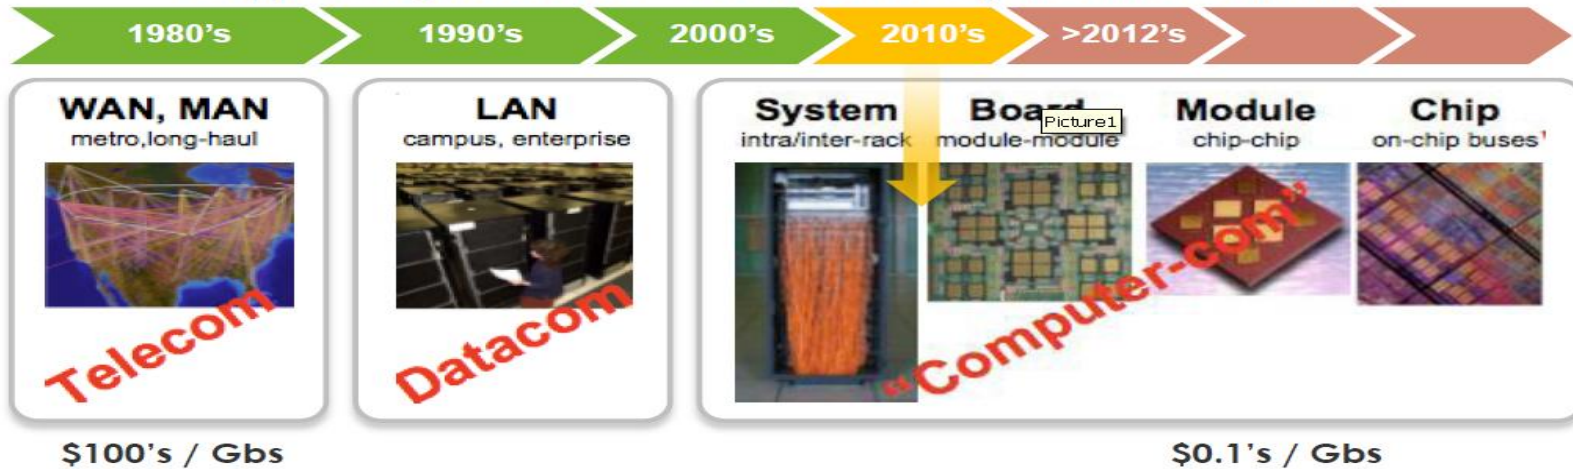 1980's
1990's
2000's
2010's
>2012's
WAN, MAN
metro,long-haul
Telecom
LAN
campus, enterprise
Datacom
System
intra/inter-rack
Board
module-module
Picture1
Module
chip-chip
Chip
on-chip buses'
"Computer-com"
$100's / Gbs
$0.1's / Gbs